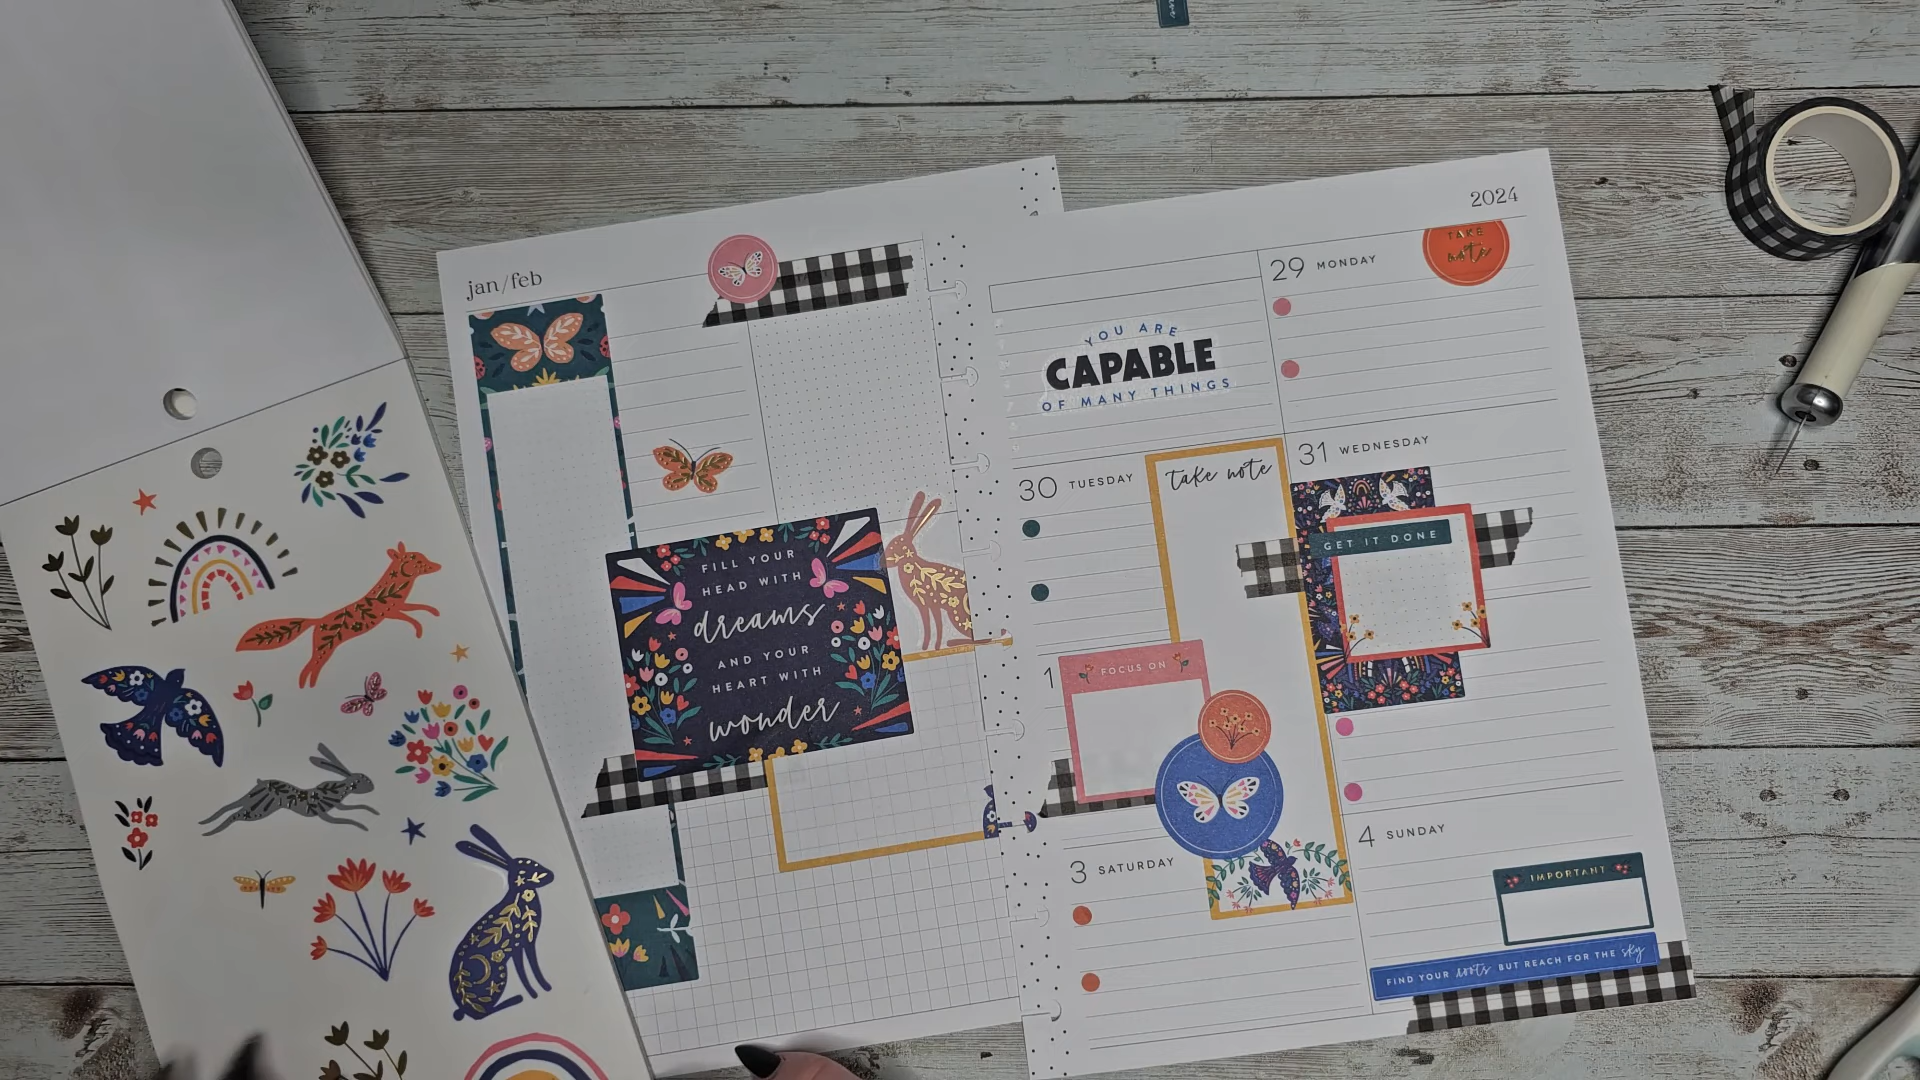 jan/feb
FILL YOUR
HEAD WITH
dreams
AND YOUR
HEART WITH
wonder
2024
YOU ARE
CAPABLE
OF MANY THINGS
29 MONDAY
TAKE
note
30 TUESDAY
take note
31 WEDNESDAY
GET IT DONE
1
FOCUS ON
3 SATURDAY
4 SUNDAY
IMPORTANT
FIND YOUR roots BUT REACH FOR THE sky